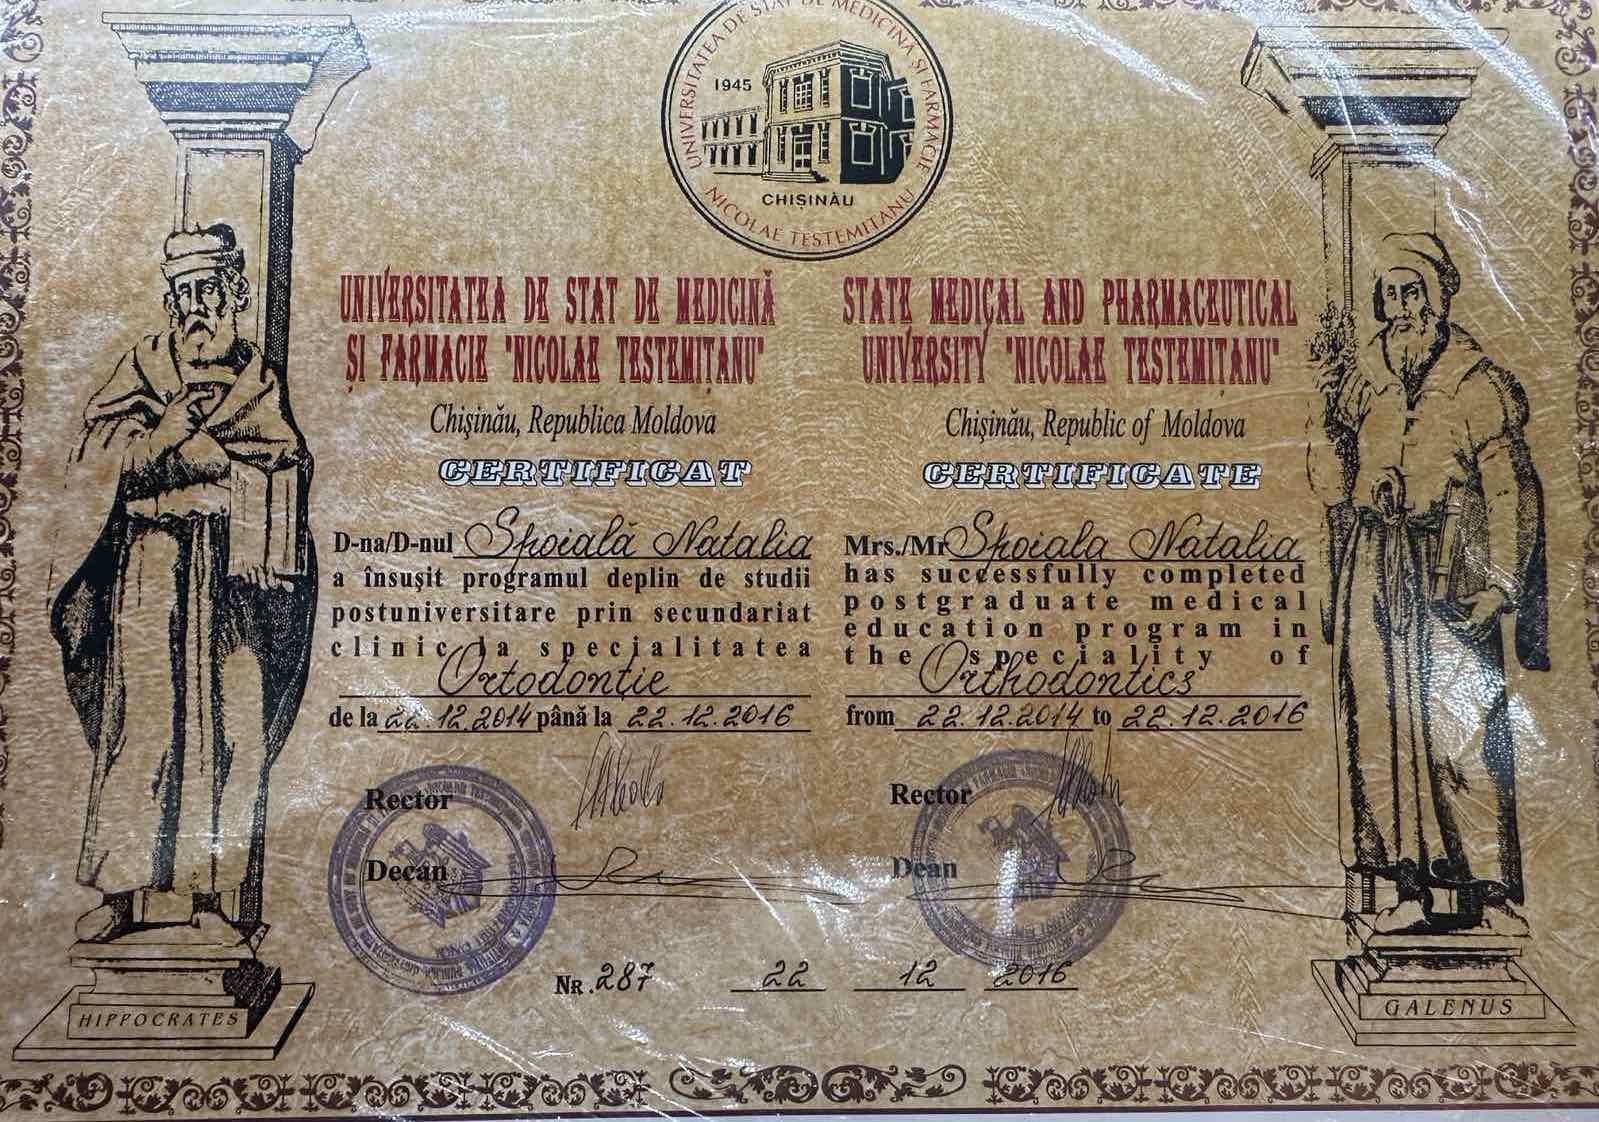 UNIVERSITATEA DE STAT DE MEDICINĂ ȘI FARMACIE
NICOLAE TESTEMIȚANU
1945
CHIȘINĂU
UNIVERSITATEA DE STAT DE MEDICINĂ
ȘI FARMACIE "NICOLAE TESTEMIȚANU"
Chișinău, Republica Moldova
CERTIFICAT
D-na/D-nul Spoială Natalia
a însușit programul deplin de studii
postuniversitare prin secundariat
clinic la specialitatea
Ortodonție
de la 22.12.2014 până la 22.12.2016
Rector
Decan
STATE MEDICAL AND PHARMACEUTICAL
UNIVERSITY "NICOLAE TESTEMIȚANU"
Chișinău, Republic of Moldova
CERTIFICATE
Mrs./Mr Spoiala Natalia
has successfully completed
postgraduate medical
education program in
the speciality of
Orthodontics
from 22.12.2014 to 22.12.2016
Rector
Dean
Nr. 287 22 12 2016
HIPPOCRATES
GALENUS